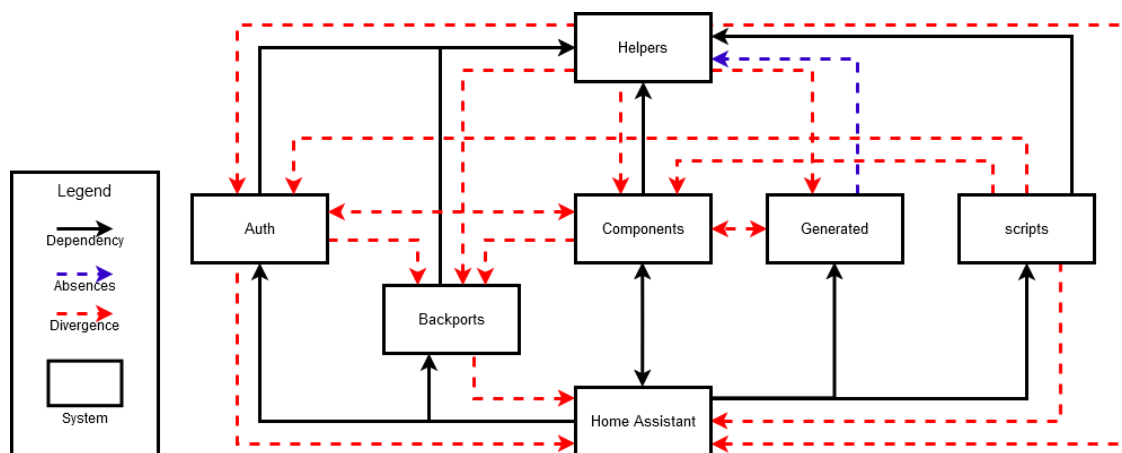 Helpers
Legend
Dependency
Absences
Divergence
System
Auth
Components
Generated
scripts
Backports
Home Assistant